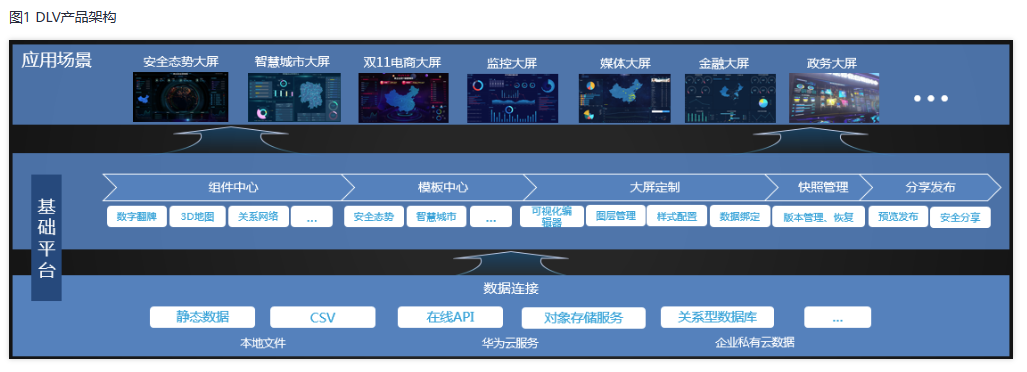 图1 DLV产品架构
应用场景
安全态势大屏
智慧城市大屏
双11电商大屏
监控大屏
媒体大屏
金融大屏
政务大屏
基础平台
组件中心
模板中心
大屏定制
快照管理
分享发布
数字翻牌
3D地图
关系网络
...
安全态势
智慧城市
...
可视化编
辑器
图层管理
样式配置
数据绑定
版本管理、恢复
预览发布
安全分享
数据连接
静态数据
CSV
在线API
对象存储服务
关系型数据库
...
本地文件
华为云服务
企业私有云数据